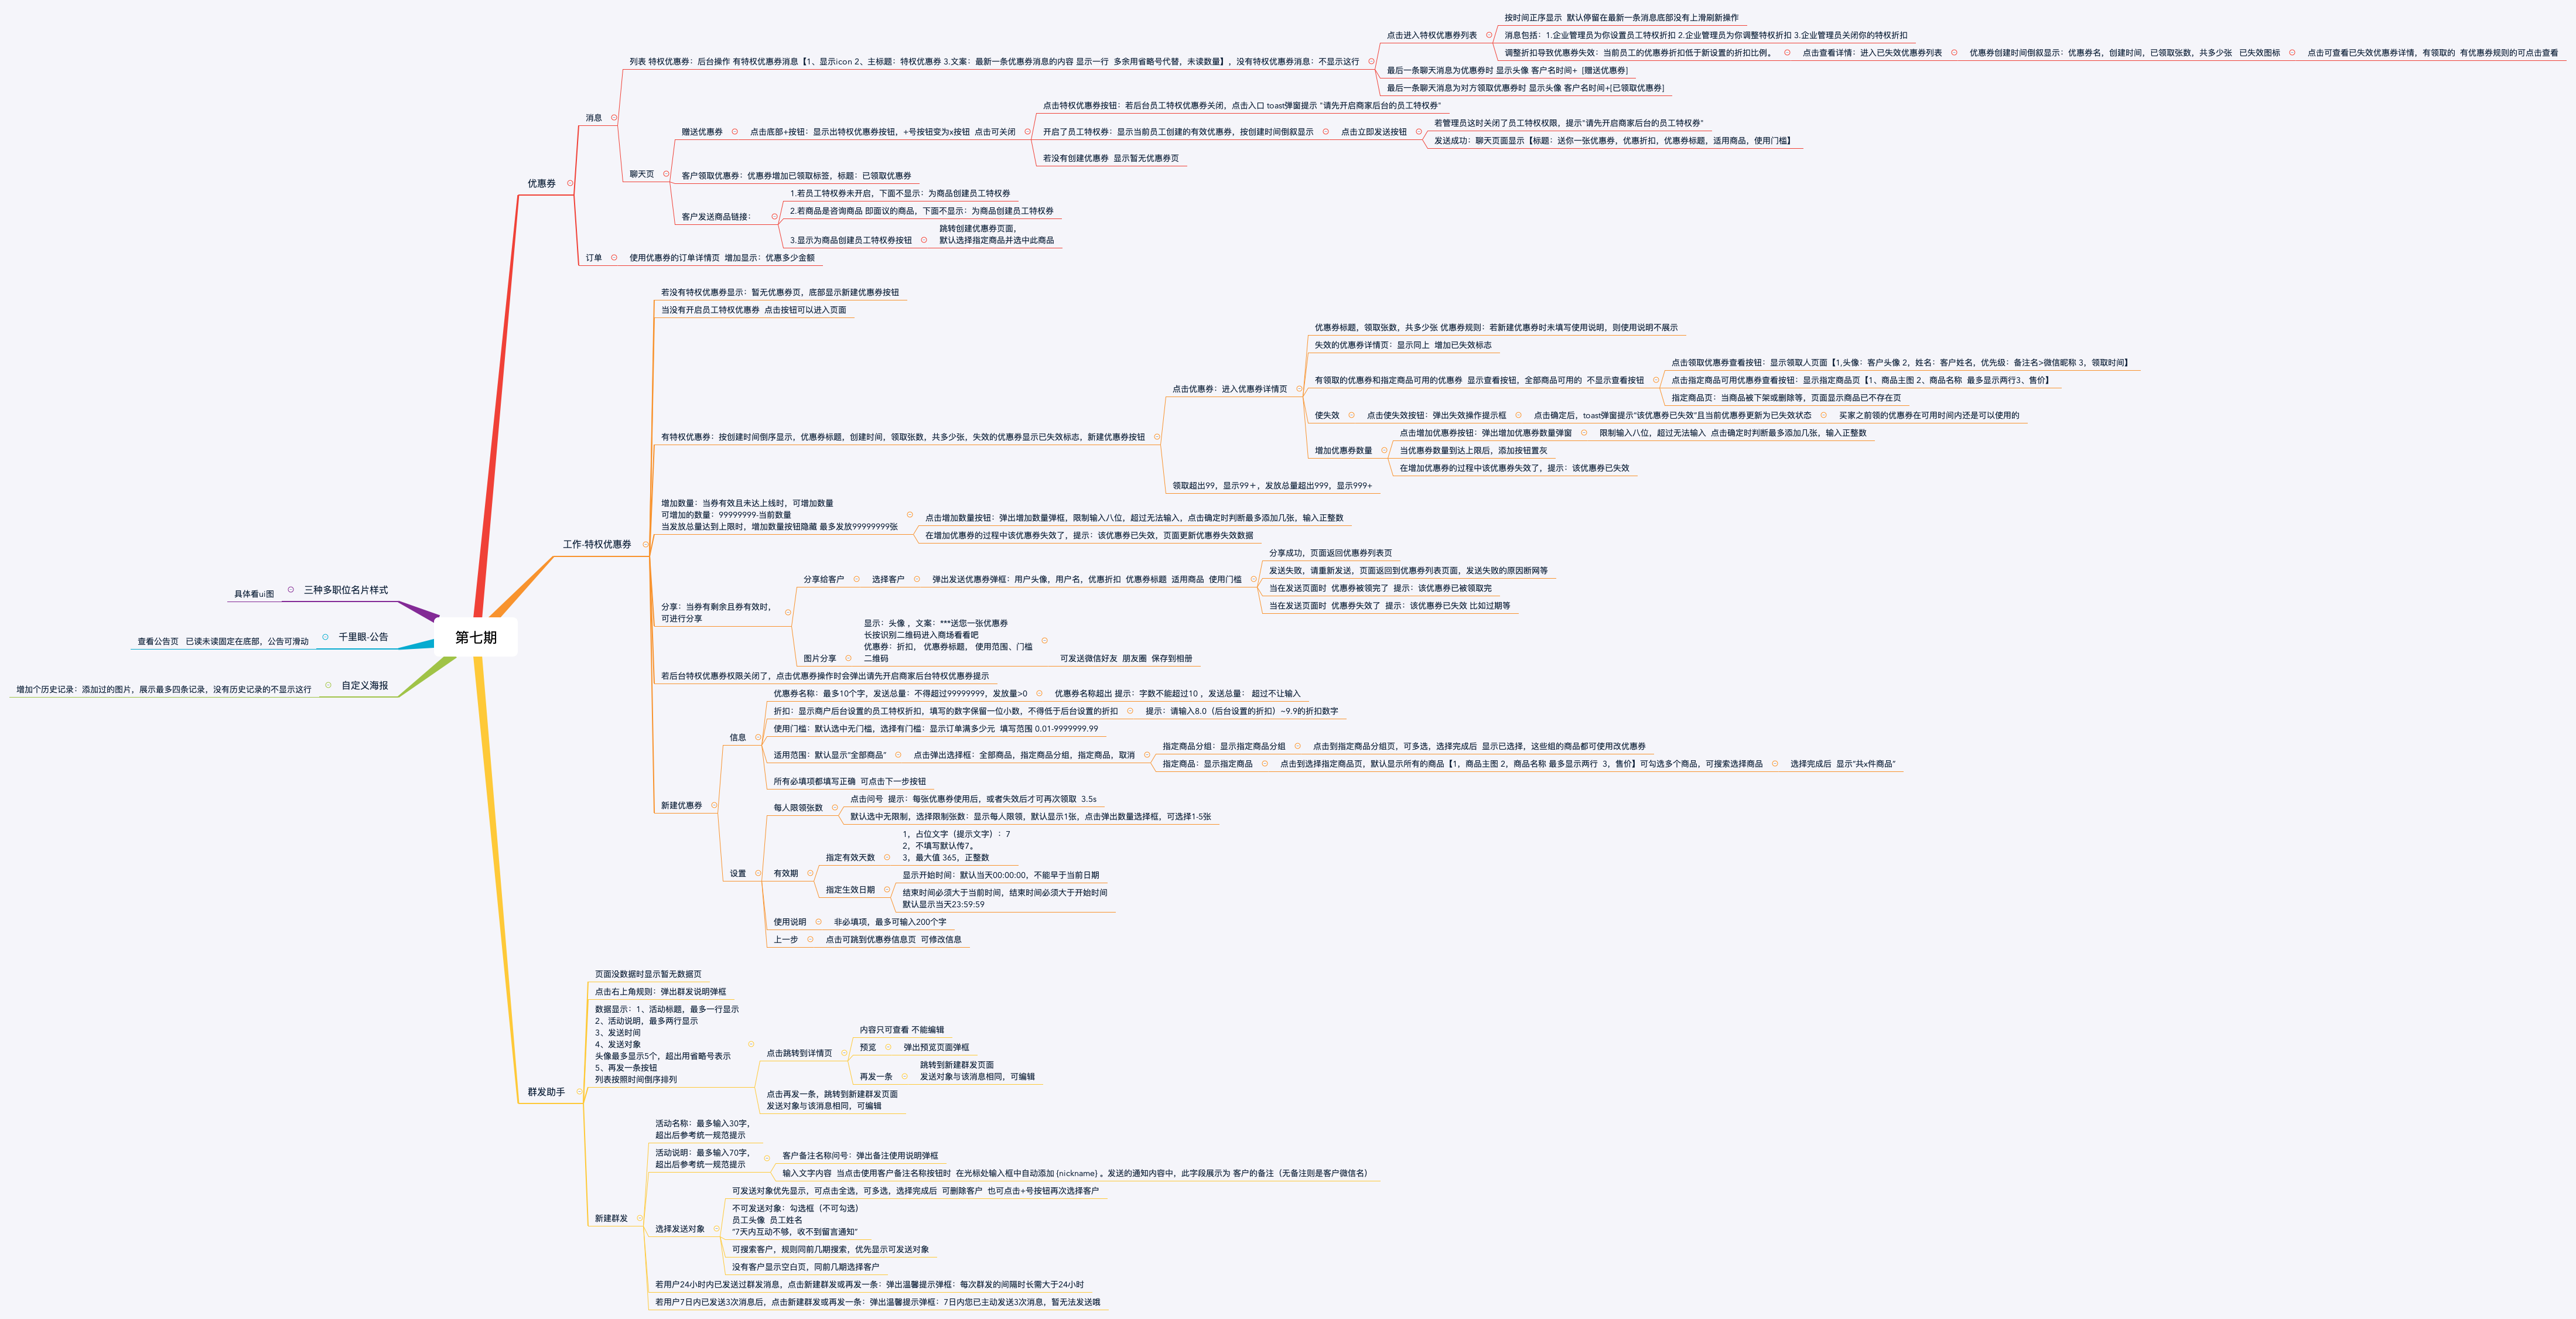 第七期
优惠券
消息
列表 特权优惠券：后台操作 有特权优惠券消息【1、显示icon 2、主标题：特权优惠券 3.文案：最新一条优惠券消息的内容 显示一行  多余用省略号代替，未读数量】，没有特权优惠券消息：不显示这行
点击进入特权优惠券列表
按时间正序显示  默认停留在最新一条消息底部没有上滑刷新操作
消息包括：1.企业管理员为你设置员工特权折扣 2.企业管理员为你调整特权折扣 3.企业管理员关闭你的特权折扣
调整折扣导致优惠券失效：当前员工的优惠券折扣低于新设置的折扣比例。
点击查看详情：进入已失效优惠券列表
优惠券创建时间倒叙显示：优惠券名，创建时间，已领取张数，共多少张  已失效图标
点击可查看已失效优惠券详情，有领取的  有优惠券规则的可点击查看
最后一条聊天消息为优惠券时 显示头像 客户名时间+  [赠送优惠券]
最后一条聊天消息为对方领取优惠券时 显示头像 客户名时间+[已领取优惠券]
聊天页
赠送优惠券
点击底部+按钮：显示出特权优惠券按钮，+号按钮变为x按钮  点击可关闭
点击特权优惠券按钮：若后台员工特权优惠券关闭，点击入口 toast弹窗提示 "请先开启商家后台的员工特权券"
开启了员工特权券：显示当前员工创建的有效优惠券，按创建时间倒叙显示
点击立即发送按钮
若管理员这时关闭了员工特权权限，提示"请先开启商家后台的员工特权券"
发送成功：聊天页面显示【标题：送你一张优惠券，优惠折扣，优惠券标题，适用商品，使用门槛】
若没有创建优惠券  显示暂无优惠券页
客户领取优惠券：优惠券增加已领取标签，标题：已领取优惠券
客户发送商品链接：
1.若员工特权券未开启，下面不显示：为商品创建员工特权券
2.若商品是咨询商品 即面议的商品，下面不显示：为商品创建员工特权券
3.显示为商品创建员工特权券按钮
跳转创建优惠券页面，
默认选择指定商品并选中此商品
订单
使用优惠券的订单详情页  增加显示：优惠多少金额
工作-特权优惠券
若没有特权优惠券显示：暂无优惠券页，底部显示新建优惠券按钮
当没有开启员工特权优惠券  点击按钮可以进入页面
有特权优惠券：按创建时间倒序显示，优惠券标题，创建时间，领取张数，共多少张，失效的优惠券显示已失效标志，新建优惠券按钮
点击优惠券：进入优惠券详情页
优惠券标题，领取张数，共多少张 优惠券规则：若新建优惠券时未填写使用说明，则使用说明不展示
失效的优惠券详情页：显示同上  增加已失效标志
有领取的优惠券和指定商品可用的优惠券  显示查看按钮，全部商品可用的  不显示查看按钮
点击领取优惠券查看按钮：显示领取人页面【1,头像：客户头像 2，姓名：客户姓名，优先级：备注名>微信昵称 3，领取时间】
点击指定商品可用优惠券查看按钮：显示指定商品页【1、商品主图 2、商品名称  最多显示两行3、售价】
指定商品页：当商品被下架或删除等，页面显示商品已不存在页
使失效
点击使失效按钮：弹出失效操作提示框
点击确定后，toast弹窗提示"该优惠券已失效"且当前优惠券更新为已失效状态
买家之前领的优惠券在可用时间内还是可以使用的
增加优惠券数量
点击增加优惠券按钮：弹出增加优惠券数量弹窗
限制输入八位，超过无法输入  点击确定时判断最多添加几张，输入正整数
当优惠券数量到达上限后，添加按钮置灰
在增加优惠券的过程中该优惠券失效了，提示：该优惠券已失效
领取超出99，显示99＋，发放总量超出999，显示999+
增加数量：当券有效且未达上线时，可增加数量
可增加的数量：99999999-当前数量
当发放总量达到上限时，增加数量按钮隐藏 最多发放99999999张
点击增加数量按钮：弹出增加数量弹框，限制输入八位，超过无法输入，点击确定时判断最多添加几张，输入正整数
在增加优惠券的过程中该优惠券失效了，提示：该优惠券已失效，页面更新优惠券失效数据
分享：当券有剩余且券有效时，
可进行分享
分享给客户
选择客户
弹出发送优惠券弹框：用户头像，用户名，优惠折扣  优惠券标题  适用商品  使用门槛
分享成功，页面返回优惠券列表页
发送失败，请重新发送，页面返回到优惠券列表页面，发送失败的原因断网等
当在发送页面时  优惠券被领完了  提示：该优惠券已被领取完
当在发送页面时  优惠券失效了  提示：该优惠券已失效 比如过期等
图片分享
显示：头像 ，文案：***送您一张优惠券
长按识别二维码进入商场看看吧
优惠券：折扣， 优惠券标题， 使用范围、门槛
二维码
可发送微信好友  朋友圈  保存到相册
若后台特权优惠券权限关闭了，点击优惠券操作时会弹出请先开启商家后台特权优惠券提示
新建优惠券
信息
优惠券名称：最多10个字，发送总量：不得超过99999999，发放量>0
优惠券名称超出 提示：字数不能超过10 ，发送总量： 超过不让输入
折扣：显示商户后台设置的员工特权折扣，填写的数字保留一位小数，不得低于后台设置的折扣
提示：请输入8.0（后台设置的折扣）~9.9的折扣数字
使用门槛：默认选中无门槛，选择有门槛：显示订单满多少元  填写范围 0.01-9999999.99
适用范围：默认显示"全部商品"
点击弹出选择框：全部商品，指定商品分组，指定商品，取消
指定商品分组：显示指定商品分组
点击到指定商品分组页，可多选，选择完成后  显示已选择，这些组的商品都可使用改优惠券
指定商品：显示指定商品
点击到选择指定商品页，默认显示所有的商品【1，商品主图 2，商品名称 最多显示两行  3，售价】可勾选多个商品，可搜索选择商品
选择完成后  显示"共x件商品"
所有必填项都填写正确  可点击下一步按钮
设置
每人限领张数
点击问号  提示：每张优惠券使用后，或者失效后才可再次领取  3.5s
默认选中无限制，选择限制张数：显示每人限领，默认显示1张，点击弹出数量选择框，可选择1-5张
有效期
指定有效天数
1，占位文字（提示文字）：7
2，不填写默认传7。
3，最大值 365，正整数
指定生效日期
显示开始时间：默认当天00:00:00，不能早于当前日期
结束时间必须大于当前时间，结束时间必须大于开始时间
默认显示当天23:59:59
使用说明
非必填项，最多可输入200个字
上一步
点击可跳到优惠券信息页  可修改信息
群发助手
页面没数据时显示暂无数据页
点击右上角规则：弹出群发说明弹框
数据显示：1、活动标题，最多一行显示
2、活动说明，最多两行显示
3、发送时间
4、发送对象
头像最多显示5个，超出用省略号表示
5、再发一条按钮
列表按照时间倒序排列
点击跳转到详情页
内容只可查看 不能编辑
预览
弹出预览页面弹框
再发一条
跳转到新建群发页面
发送对象与该消息相同，可编辑
点击再发一条，跳转到新建群发页面
发送对象与该消息相同，可编辑
新建群发
活动名称：最多输入30字，
超出后参考统一规范提示
活动说明：最多输入70字，
超出后参考统一规范提示
客户备注名称问号：弹出备注使用说明弹框
输入文字内容  当点击使用客户备注名称按钮时  在光标处输入框中自动添加 {nickname} 。发送的通知内容中，此字段展示为 客户的备注（无备注则是客户微信名）
选择发送对象
可发送对象优先显示，可点击全选，可多选，选择完成后  可删除客户  也可点击+号按钮再次选择客户
不可发送对象：勾选框（不可勾选）
员工头像  员工姓名
"7天内互动不够，收不到留言通知"
可搜索客户，规则同前几期搜索，优先显示可发送对象
没有客户显示空白页，同前几期选择客户
若用户24小时内已发送过群发消息，点击新建群发或再发一条：弹出温馨提示弹框：每次群发的间隔时长需大于24小时
若用户7日内已发送3次消息后，点击新建群发或再发一条：弹出温馨提示弹框：7日内您已主动发送3次消息，暂无法发送哦
三种多职位名片样式
具体看ui图
千里眼-公告
查看公告页  已读未读固定在底部，公告可滑动
自定义海报
增加个历史记录：添加过的图片，展示最多四条记录，没有历史记录的不显示这行